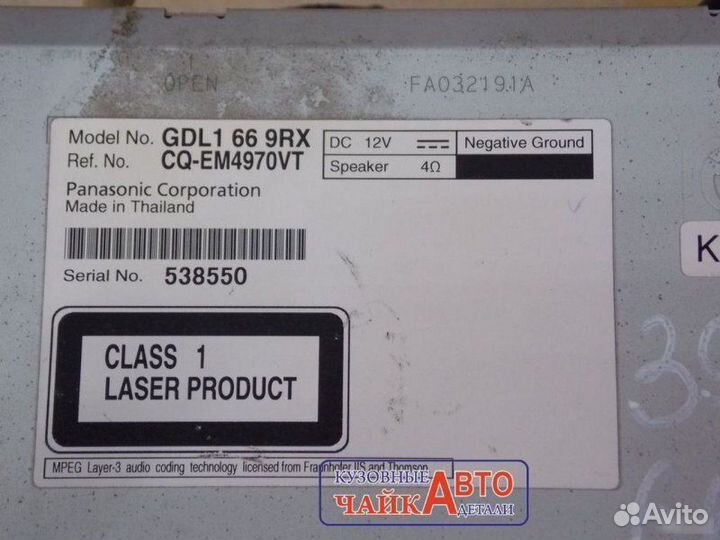 OPEN FA032191A
Model No. GDL1 66 9RX
Ref. No. CQ-EM4970VT
DC 12V Negative Ground
Speaker 4Ω
Panasonic Corporation
Made in Thailand
Serial No. 538550
K
CLASS 1
LASER PRODUCT
MPEG Layer-3 audio coding technology licensed from Fraunhofer IIS and Thomson.
КУЗОВНЫЕ АВТО
ЧАЙКА ДЕТАЛИ
Avito